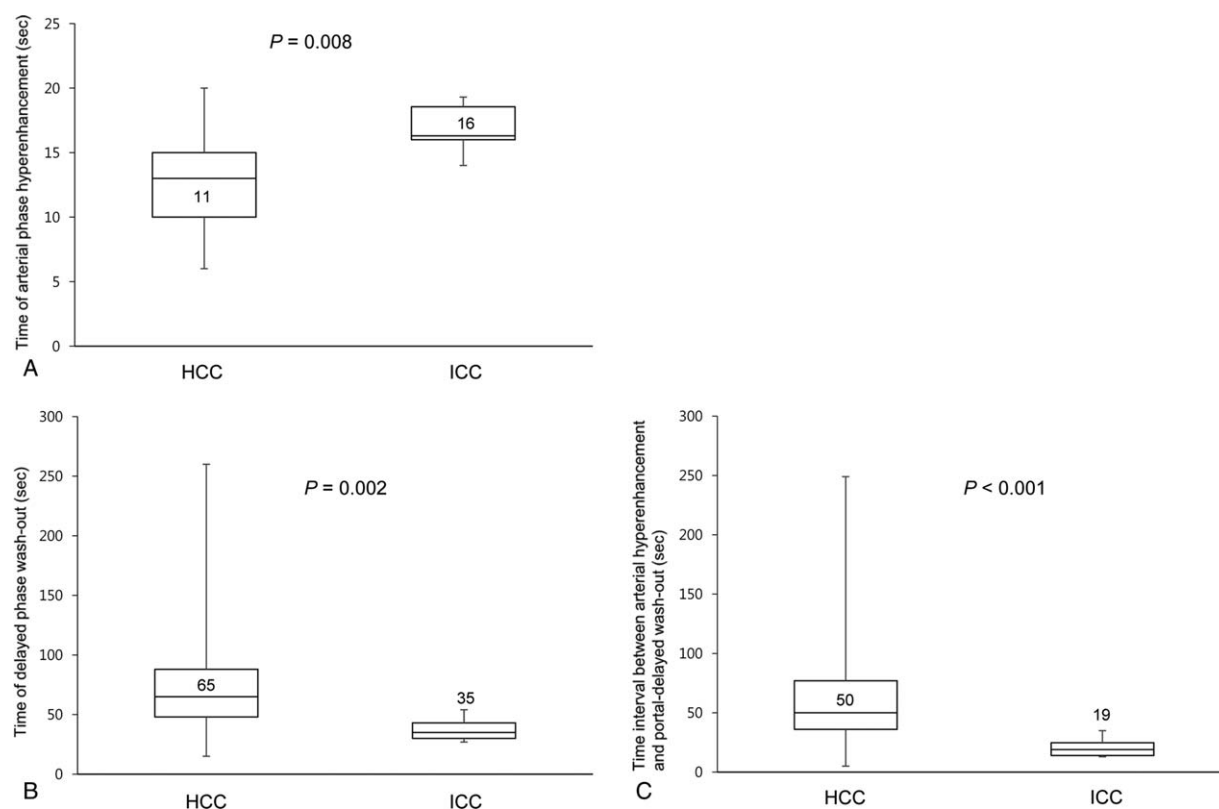 Time of arterial phase hyperenhancement (sec)
25
20
15
10
5
0
P = 0.008
11
16
HCC
ICC
A
Time of delayed phase wash-out (sec)
300
250
200
150
100
50
0
P = 0.002
65
35
HCC
ICC
B
Time interval between arterial hyperenhancement
and portal-delayed wash-out (sec)
300
250
200
150
100
50
0
P < 0.001
50
19
HCC
ICC
C